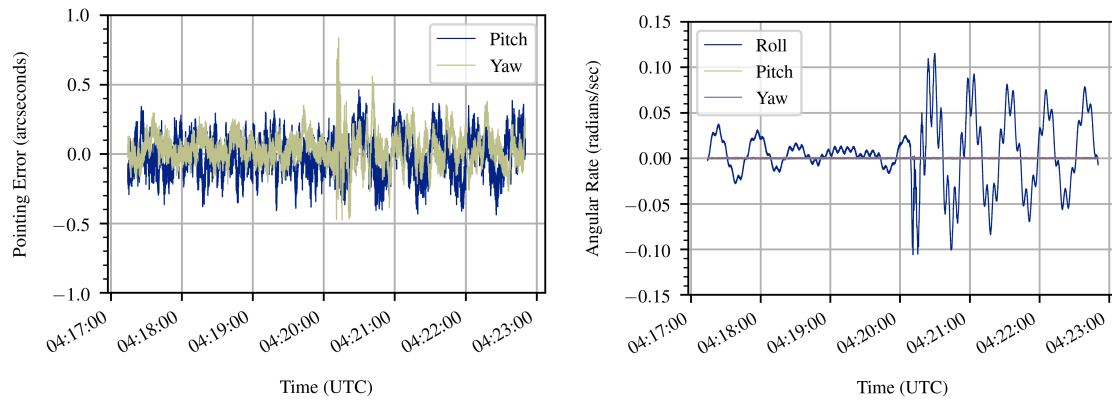 1.0
0.5
0.0
−0.5
−1.0
Pointing Error (arcseconds)
Pitch
Yaw
04:17:00
04:18:00
04:19:00
04:20:00
04:21:00
04:22:00
04:23:00
Time (UTC)
0.15
0.10
0.05
0.00
−0.05
−0.10
−0.15
Angular Rate (radians/sec)
Roll
Pitch
Yaw
04:17:00
04:18:00
04:19:00
04:20:00
04:21:00
04:22:00
04:23:00
Time (UTC)